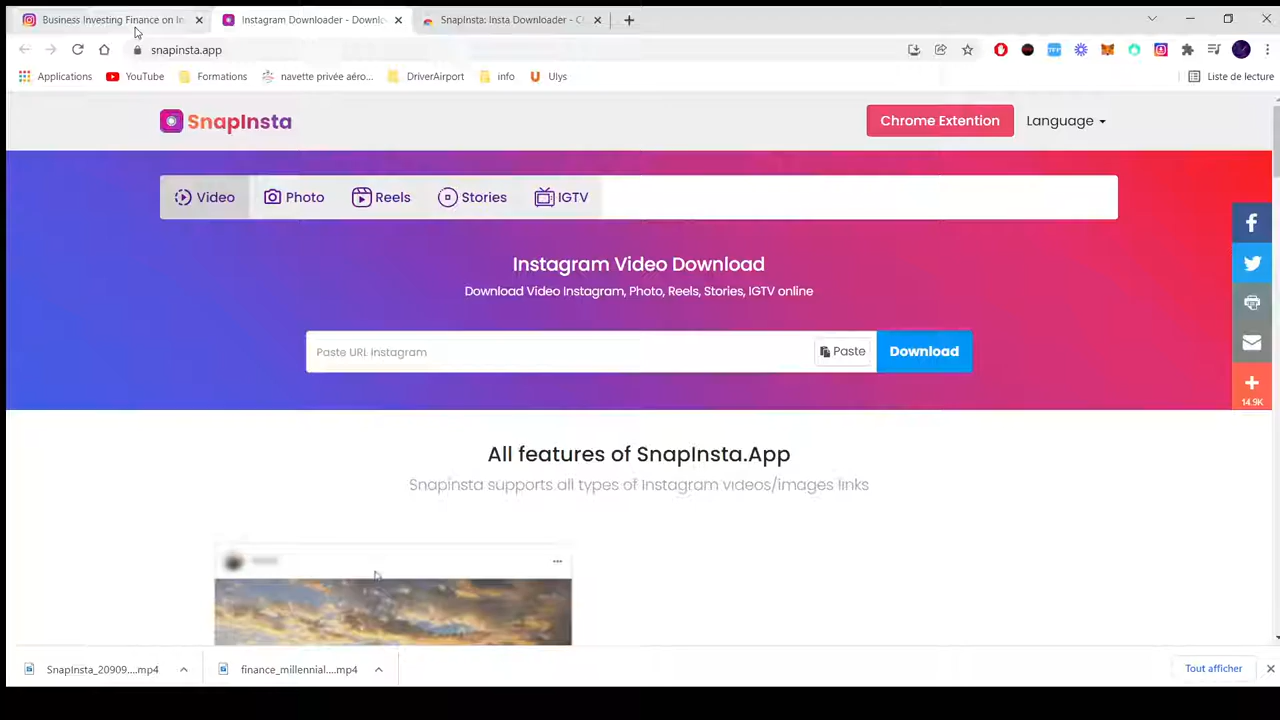 Business Investing Finance on In
Instagram Downloader - Downlo
SnapInsta: Insta Downloader - C
snapinsta.app
Applications
YouTube
Formations
navette privée aéro...
DriverAirport
info
Ulys
Liste de lecture
SnapInsta
Chrome Extention
Language
Video
Photo
Reels
Stories
IGTV
Instagram Video Download
Download Video Instagram, Photo, Reels, Stories, IGTV online
Paste URL Instagram
Paste
Download
14.9K
All features of SnapInsta.App
SnapInsta supports all types of Instagram videos/images links
SnapInsta_20909....mp4
finance_millennial....mp4
Tout afficher